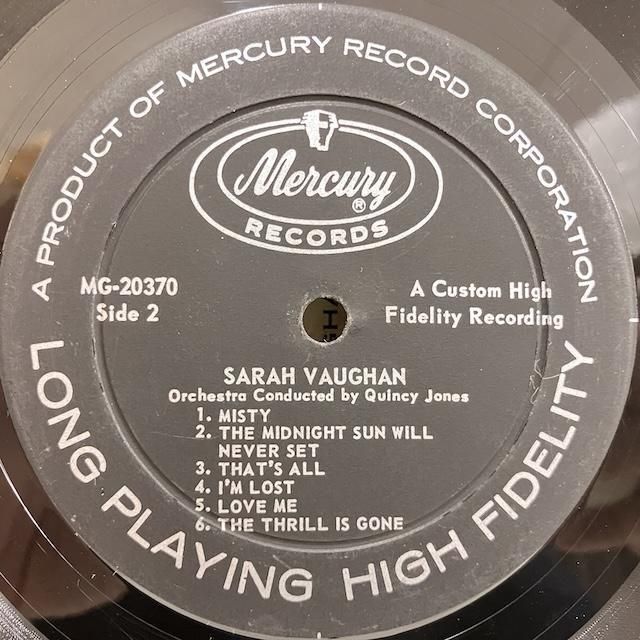 A PRODUCT OF MERCURY RECORD CORPORATION
Mercury®
RECORDS
MG-20370
Side 2
A Custom High
Fidelity Recording
SARAH VAUGHAN
Orchestra Conducted by Quincy Jones
1. MISTY
2. THE MIDNIGHT SUN WILL
NEVER SET
3. THAT'S ALL
4. I'M LOST
5. LOVE ME
6. THE THRILL IS GONE
LONG PLAYING HIGH FIDELITY